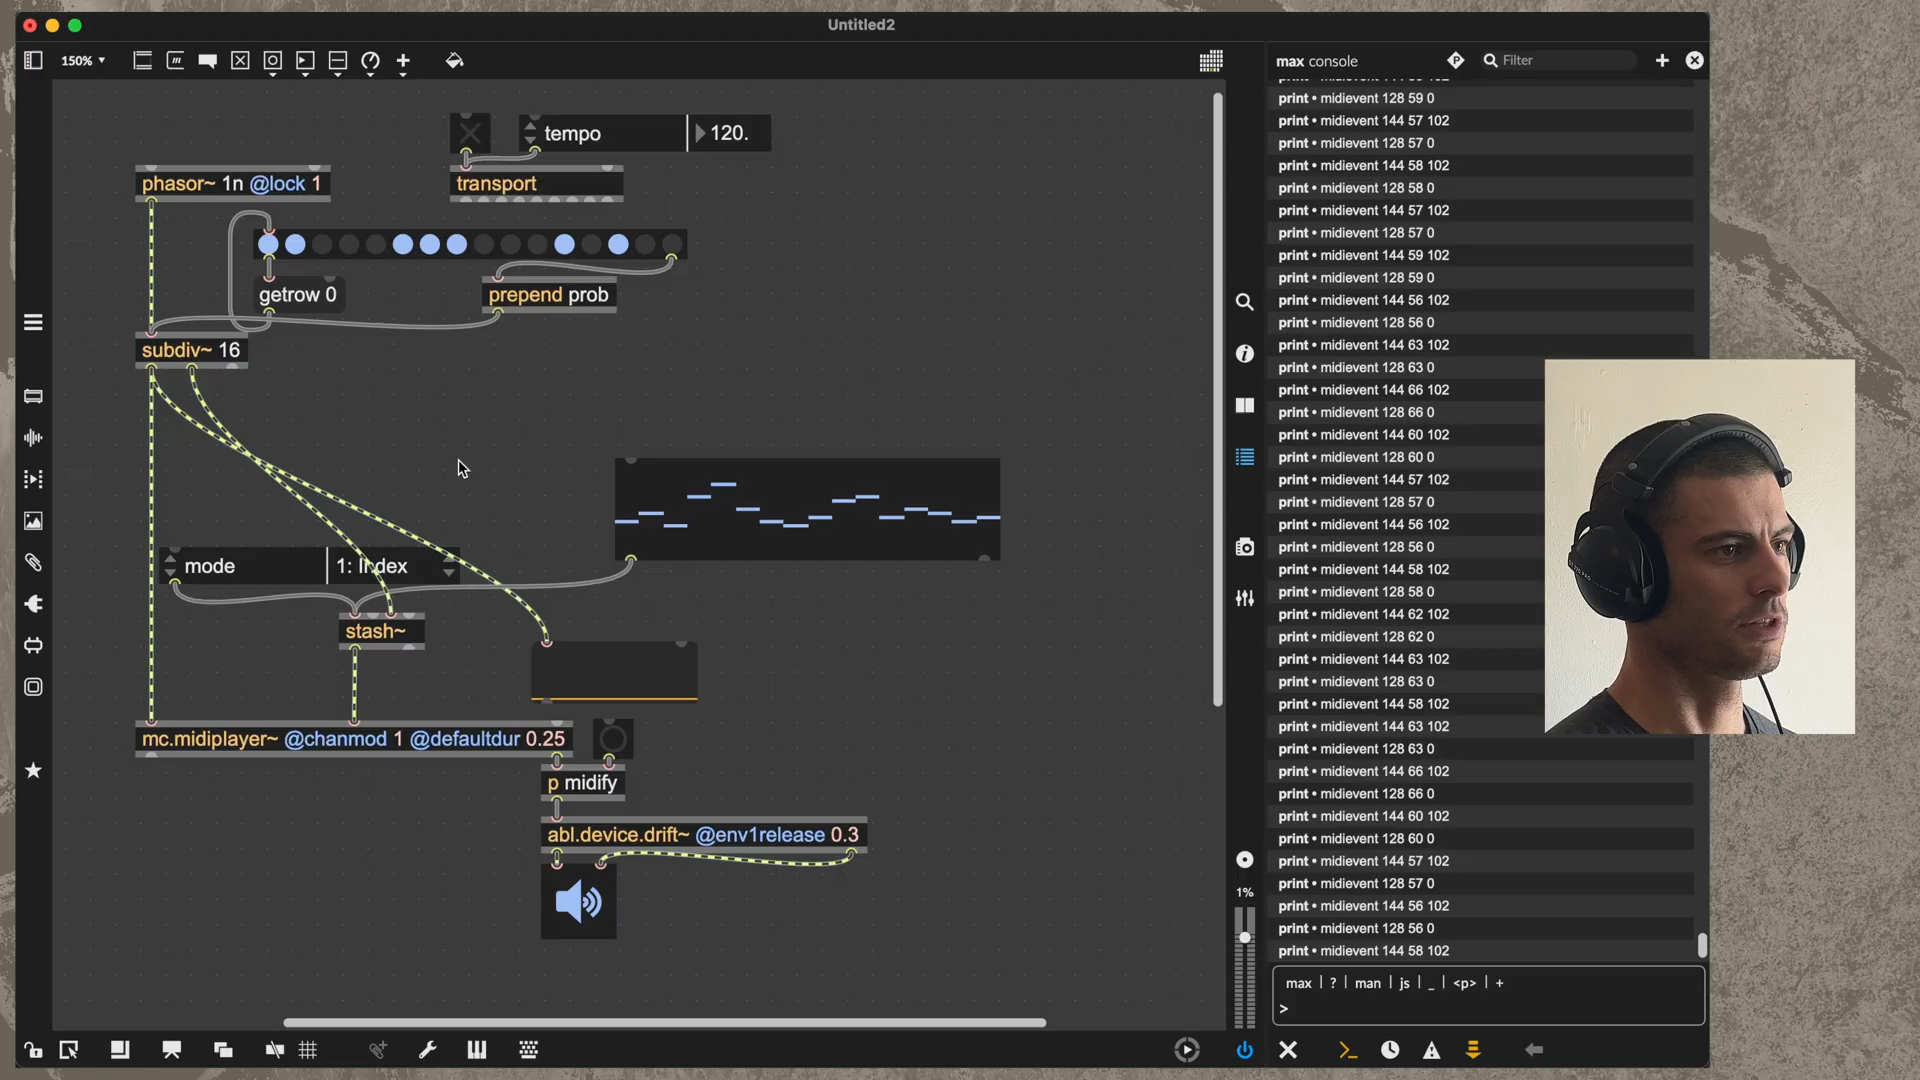 Untitled2
150%
tempo
120.
phasor~ 1n @lock 1
transport
getrow 0
prepend prob
subdiv~ 16
mode
1: Index
stash~
mc.midiplayer~ @chanmod 1 @defaultdur 0.25
p midify
abl.device.drift~ @env1release 0.3
1%
max console
Filter
print • midievent 128 59 0
print • midievent 144 57 102
print • midievent 128 57 0
print • midievent 144 58 102
print • midievent 128 58 0
print • midievent 144 57 102
print • midievent 128 57 0
print • midievent 144 59 102
print • midievent 128 59 0
print • midievent 144 56 102
print • midievent 128 56 0
print • midievent 144 63 102
print • midievent 128 63 0
print • midievent 144 66 102
print • midievent 128 66 0
print • midievent 144 60 102
print • midievent 128 60 0
print • midievent 144 57 102
print • midievent 128 57 0
print • midievent 144 56 102
print • midievent 128 56 0
print • midievent 144 58 102
print • midievent 128 58 0
print • midievent 144 62 102
print • midievent 128 62 0
print • midievent 144 63 102
print • midievent 128 63 0
print • midievent 144 58 102
print • midievent 144 63 102
print • midievent 128 63 0
print • midievent 144 66 102
print • midievent 128 66 0
print • midievent 144 60 102
print • midievent 128 60 0
print • midievent 144 57 102
print • midievent 128 57 0
print • midievent 144 56 102
print • midievent 128 56 0
print • midievent 144 58 102
max | ? | man | js | _ | <p> | +
>